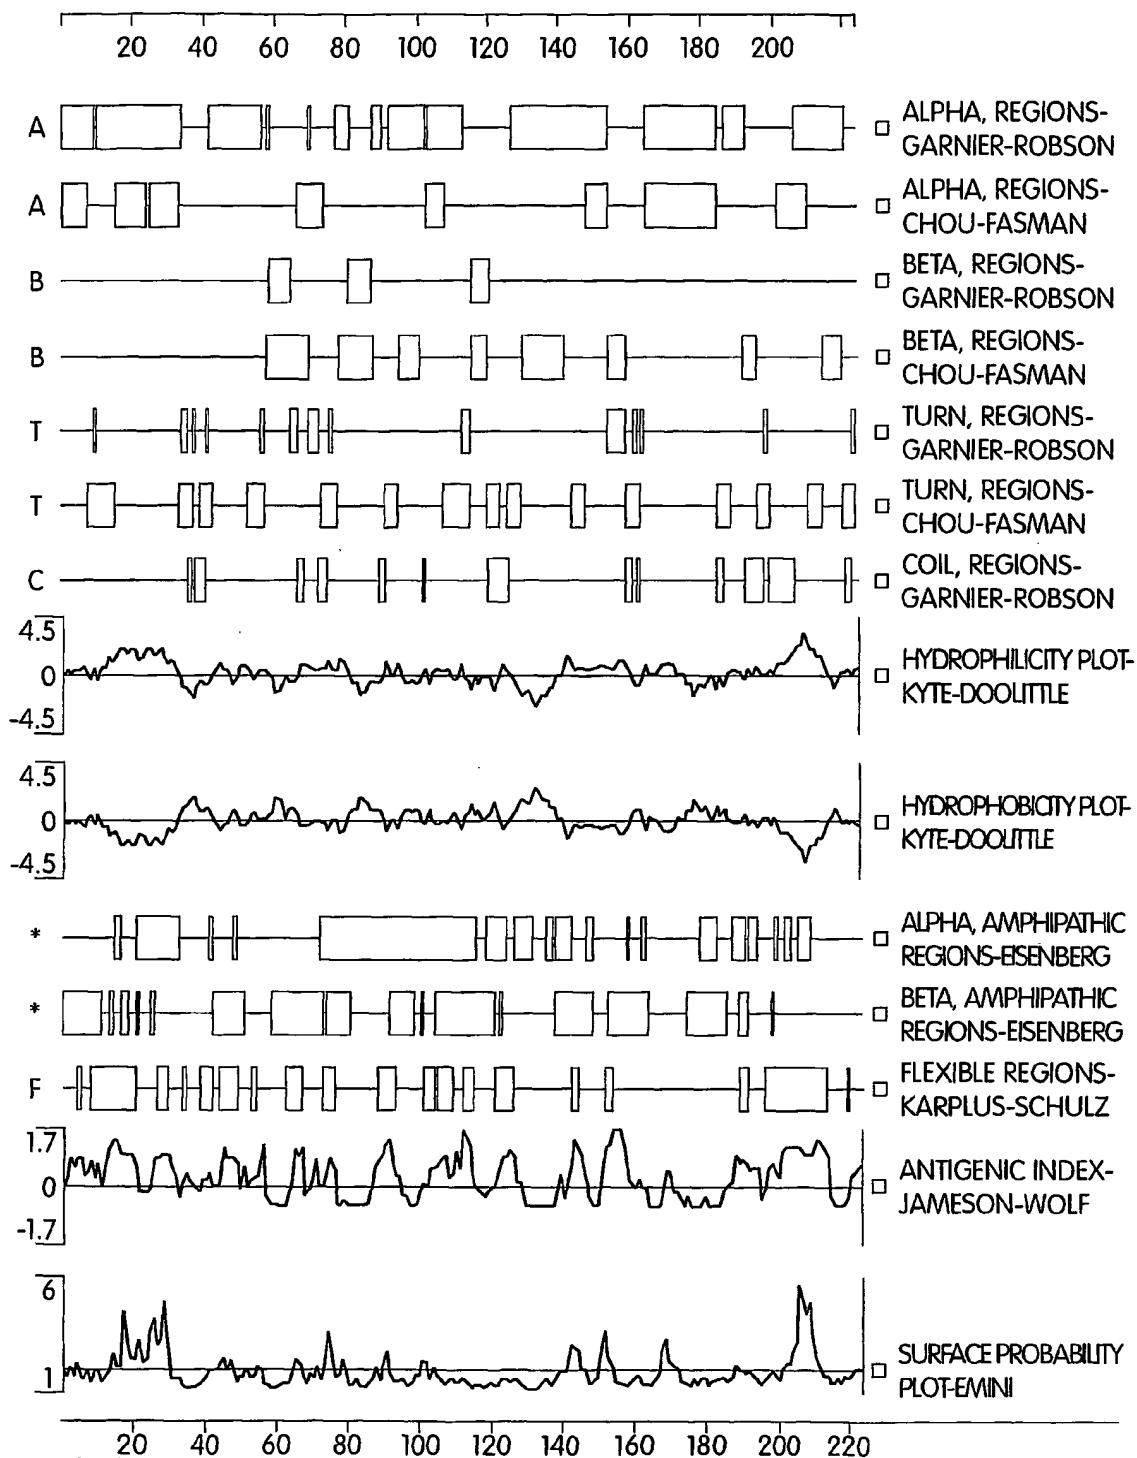 20 40 60 80 100 120 140 160 180 200
A ALPHA, REGIONS-
GARNIER-ROBSON
A ALPHA, REGIONS-
CHOU-FASMAN
B BETA, REGIONS-
GARNIER-ROBSON
B BETA, REGIONS-
CHOU-FASMAN
T TURN, REGIONS-
GARNIER-ROBSON
T TURN, REGIONS-
CHOU-FASMAN
C COIL, REGIONS-
GARNIER-ROBSON
4.5
0
-4.5
HYDROPHILICITY PLOT-
KYTE-DOOLITTLE
4.5
0
-4.5
HYDROPHOBICITY PLOT-
KYTE-DOOLITTLE
* ALPHA, AMPHIPATHIC
REGIONS-EISENBERG
* BETA, AMPHIPATHIC
REGIONS-EISENBERG
F FLEXIBLE REGIONS-
KARPLUS-SCHULZ
1.7
0
-1.7
ANTIGENIC INDEX-
JAMESON-WOLF
6
1
SURFACE PROBABILITY
PLOT-EMINI
20 40 60 80 100 120 140 160 180 200 220